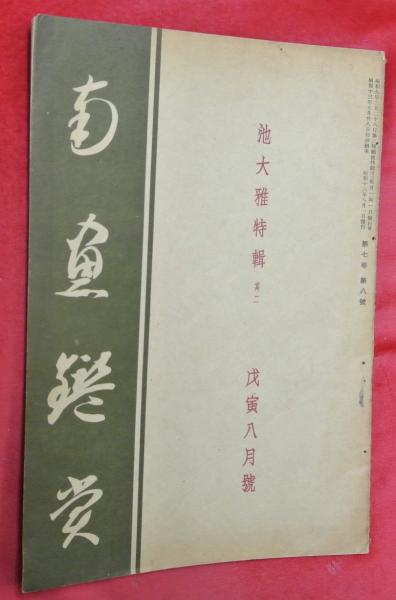 第七卷 第八號
池大雅特輯 其二
戊寅八月號
南画鑑賞